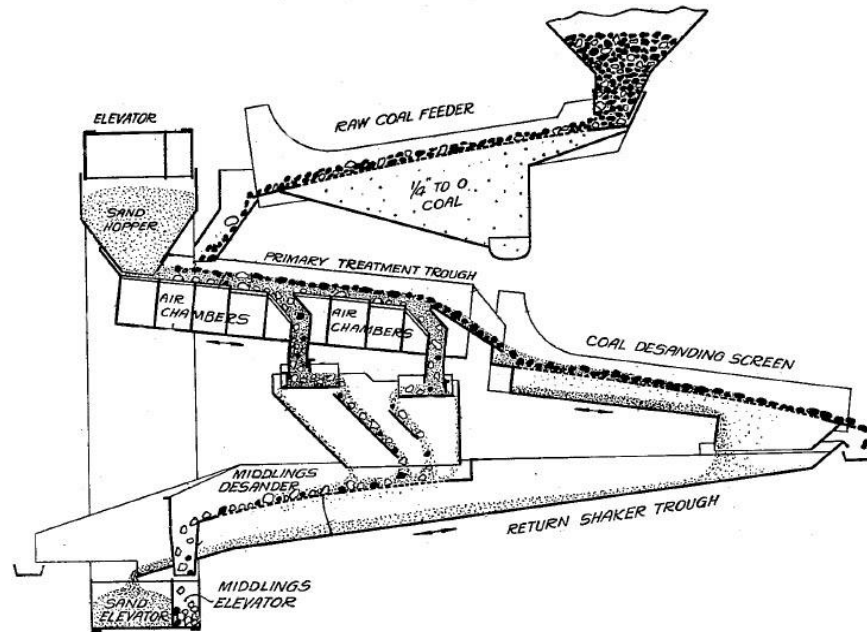 ELEVATOR
RAW COAL FEEDER
1/4" TO 0
COAL
SAND
HOPPER
PRIMARY TREATMENT TROUGH
AIR
CHAMBERS
AIR
CHAMBERS
COAL DESANDING SCREEN
MIDDLINGS
DESANDER
RETURN SHAKER TROUGH
SAND
ELEVATOR
MIDDLINGS
ELEVATOR